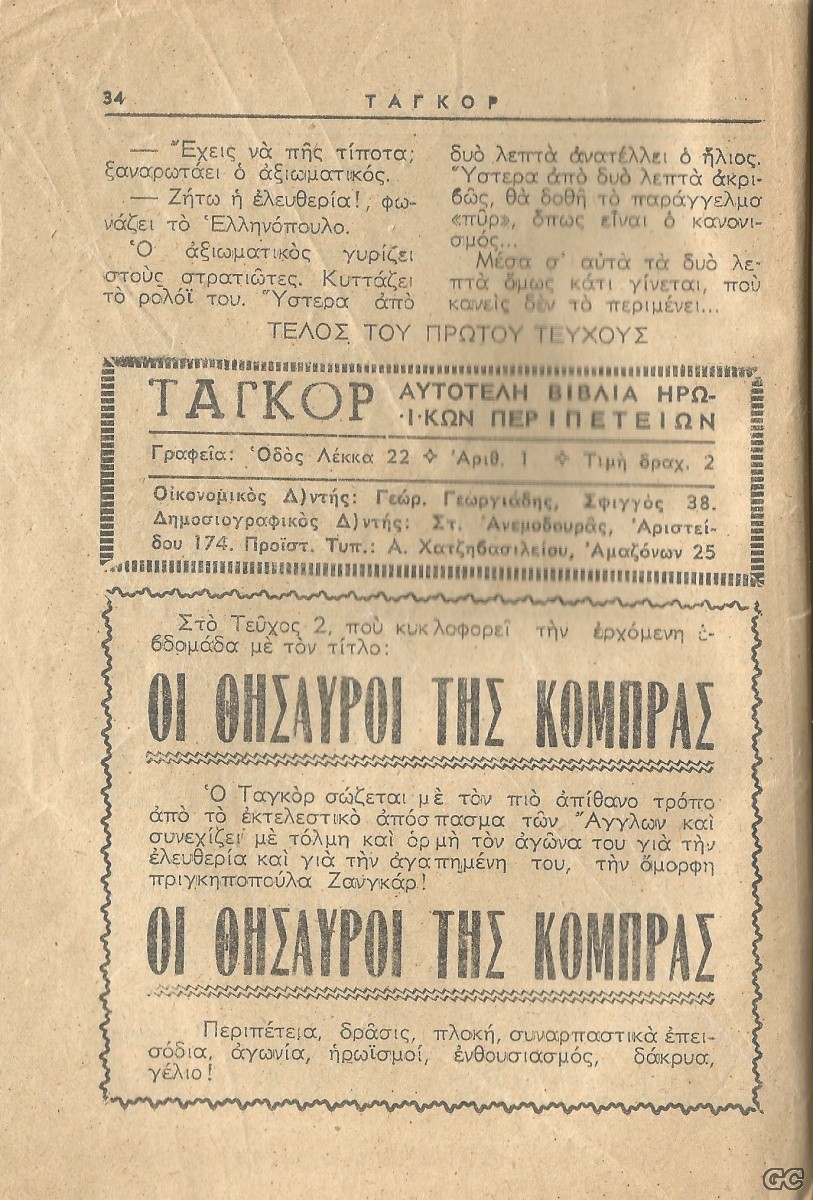 34
ΤΑΓΚΟΡ
— Ἔχεις νὰ πῆς τίποτα;
ξαναρωτάει ὁ ἀξιωματικός.
— Ζήτω ἡ ἐλευθερία!, φω-
νάζει τὸ Ἑλληνόπουλο.
Ὁ ἀξιωματικὸς γυρίζει
στοὺς στρατιῶτες. Κυττάζει
τὸ ρολόϊ του. Ὕστερα ἀπὸ
δυὸ λεπτὰ ἀνατέλλει ὁ ἥλιος.
Ὕστερα ἀπὸ δυὸ λεπτὰ ἀκρι-
βῶς, θὰ δοθῆ τὸ παράγγελμα
«πῦρ», ὅπως εἶναι ὁ κανονι-
σμός...
Μέσα σ' αὐτὰ τὰ δυὸ λε-
πτὰ ὅμως κάτι γίνεται, ποὺ
κανεὶς δὲν τὸ περιμένει...
ΤΕΛΟΣ ΤΟΥ ΠΡΩΤΟΥ ΤΕΥΧΟΥΣ
ΤΑΓΚΟΡ ΑΥΤΟΤΕΛΗ ΒΙΒΛΙΑ ΗΡΩ-
·Ι·ΚΩΝ ΠΕΡΙΠΕΤΕΙΩΝ
Γραφεῖα: Ὁδὸς Λέκκα 22 ✧ Ἀριθ. 1 ✧ Τιμὴ δραχ. 2
Οἰκονομικὸς Δ)ντής: Γεώρ. Γεωργιάδης, Σφιγγὸς 38.
Δημοσιογραφικὸς Δ)ντής: Στ. Ἀνεμοδουρᾶς, Ἀριστεί-
δου 174. Προϊστ. Τυπ.: Α. Χατζηβασιλείου, Ἀμαζόνων 25
Στὸ Τεῦχος 2, ποὺ κυκλοφορεῖ τὴν ἐρχόμενη ἑ-
βδομάδα μὲ τὸν τίτλο:
ΟΙ ΘΗΣΑΥΡΟΙ ΤΗΣ ΚΟΜΠΡΑΣ
Ὁ Ταγκὸρ σώζεται μὲ τὸν πιὸ ἀπίθανο τρόπο
ἀπὸ τὸ ἐκτελεστικὸ ἀπόσπασμα τῶν Ἄγγλων καὶ
συνεχίζει μὲ τόλμη καὶ ὁρμὴ τὸν ἀγῶνα του γιὰ τὴν
ἐλευθερία καὶ γιὰ τὴν ἀγαπημένη του, τὴν ὄμορφη
πριγκηποπούλα Ζανγκάρ!
ΟΙ ΘΗΣΑΥΡΟΙ ΤΗΣ ΚΟΜΠΡΑΣ
Περιπέτεια, δρᾶσις, πλοκή, συναρπαστικὰ ἐπει-
σόδια, ἀγωνία, ἡρωϊσμοί, ἐνθουσιασμός, δάκρυα,
γέλιο!
GC